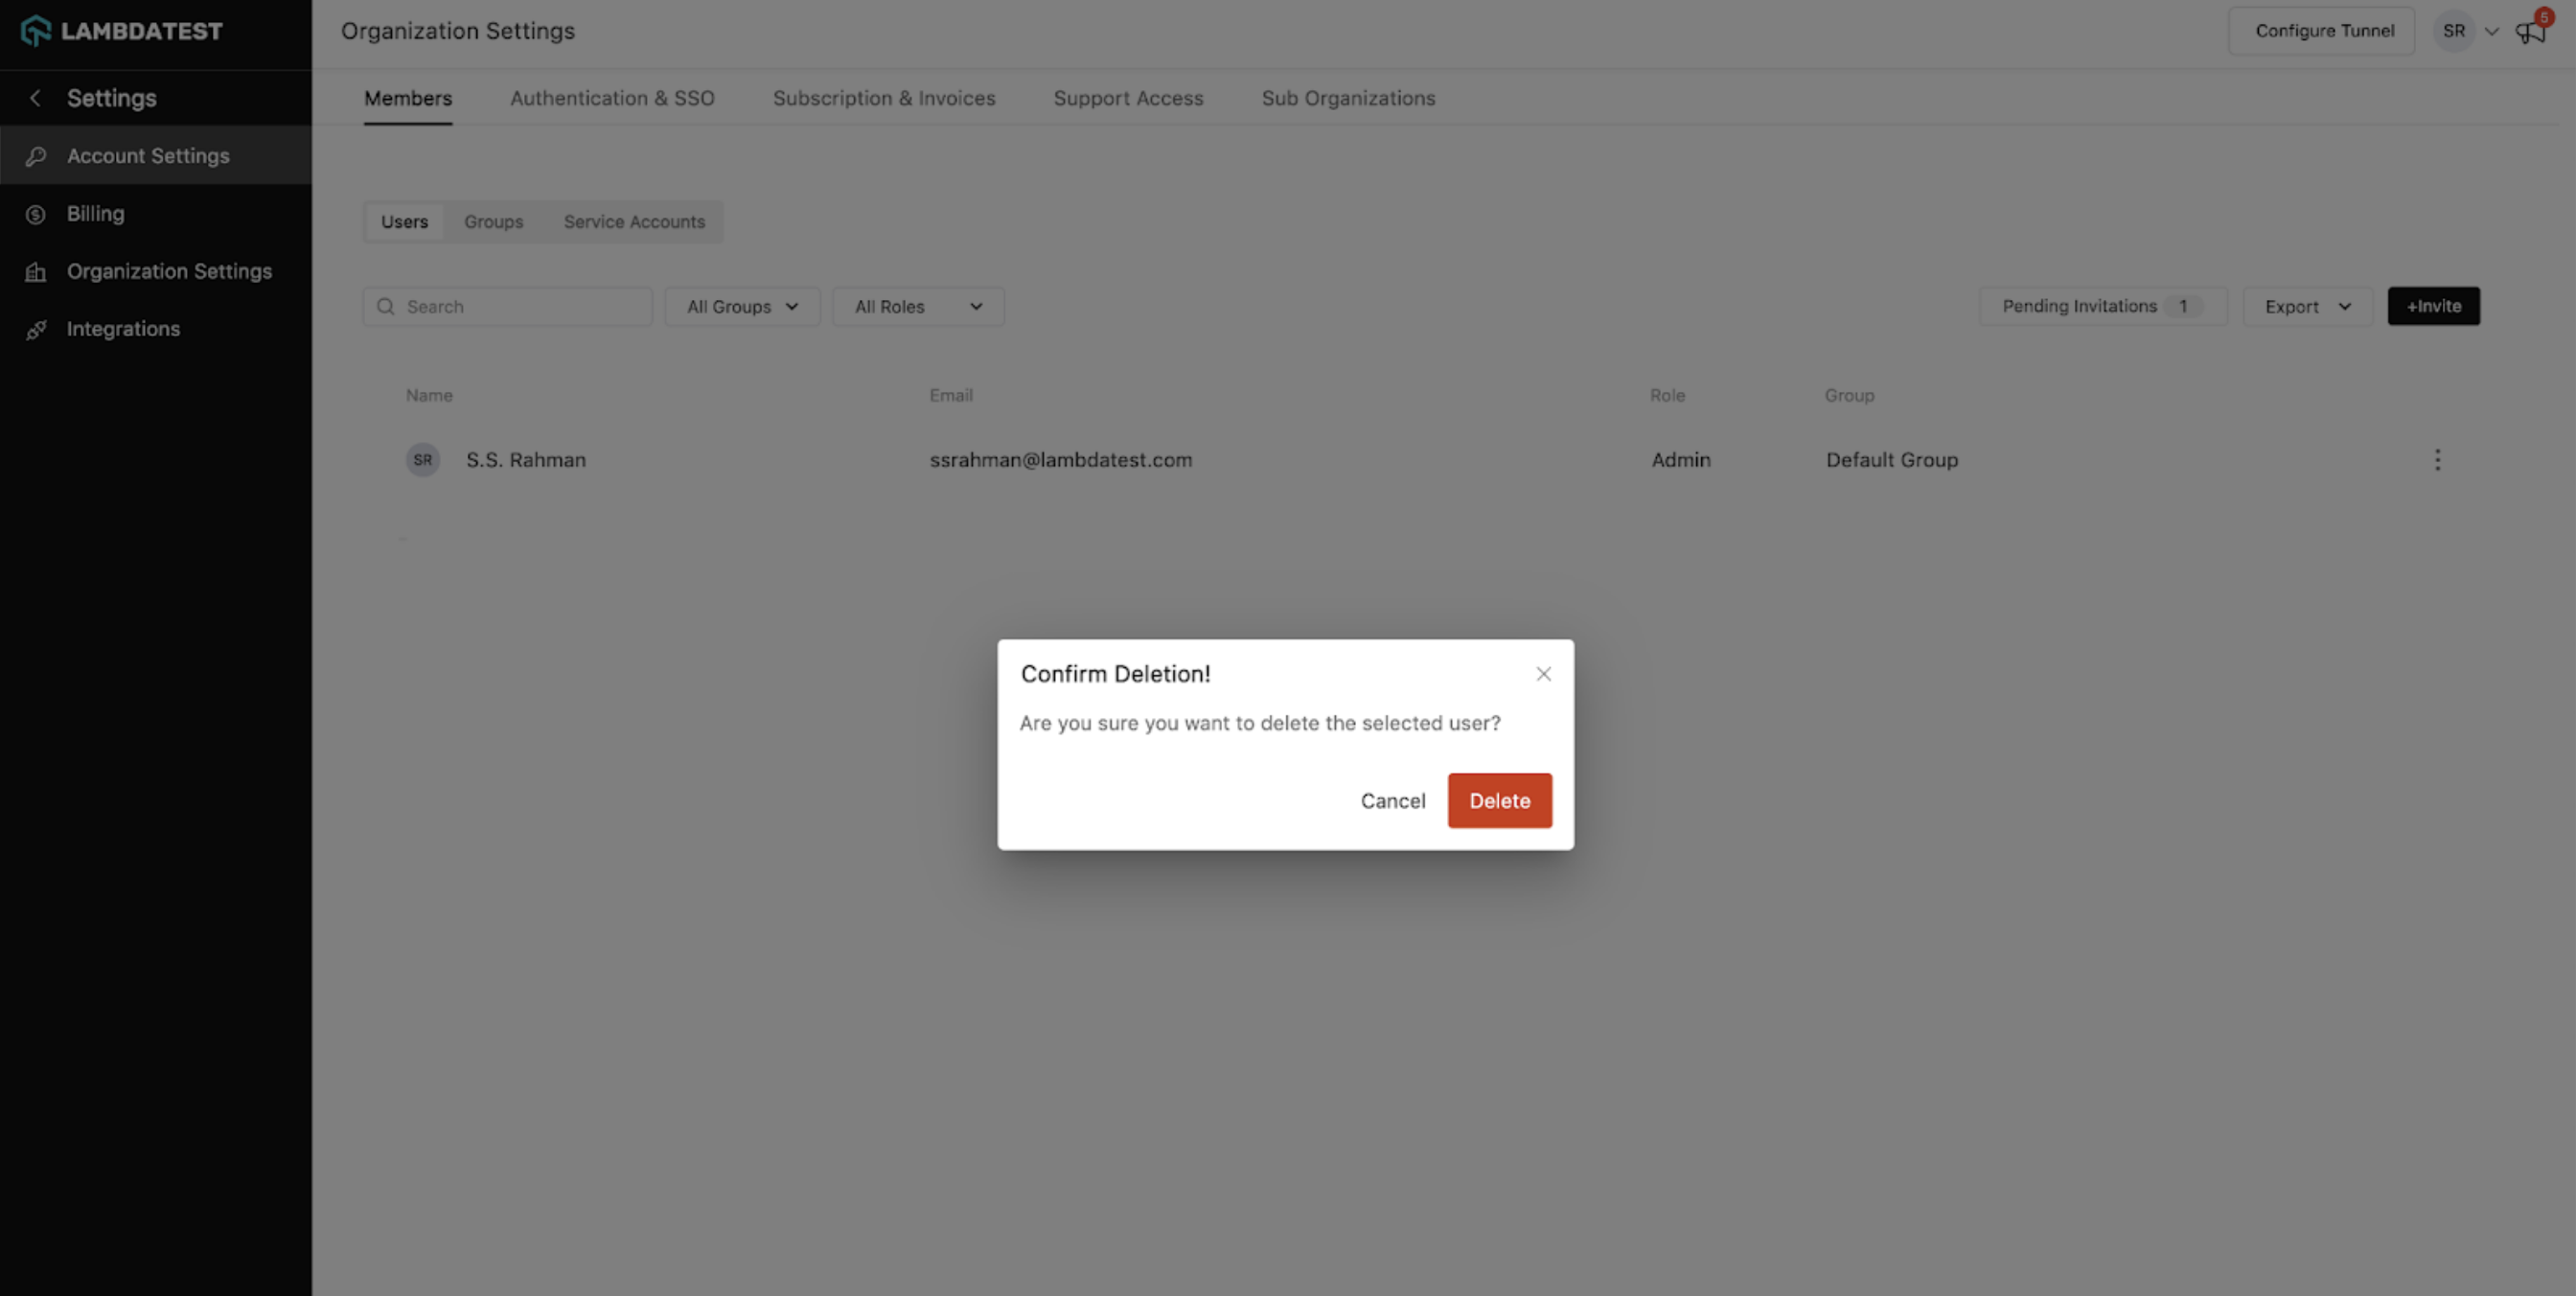 LAMBDATEST
Organization Settings
Configure Tunnel
SR
5
Settings
Members
Authentication & SSO
Subscription & Invoices
Support Access
Sub Organizations
Account Settings
Billing
Organization Settings
Integrations
Users
Groups
Service Accounts
Search
All Groups
All Roles
Pending Invitations 1
Export
+Invite
Name
Email
Role
Group
SR
S.S. Rahman
ssrahman@lambdatest.com
Admin
Default Group
Confirm Deletion!
Are you sure you want to delete the selected user?
Cancel
Delete